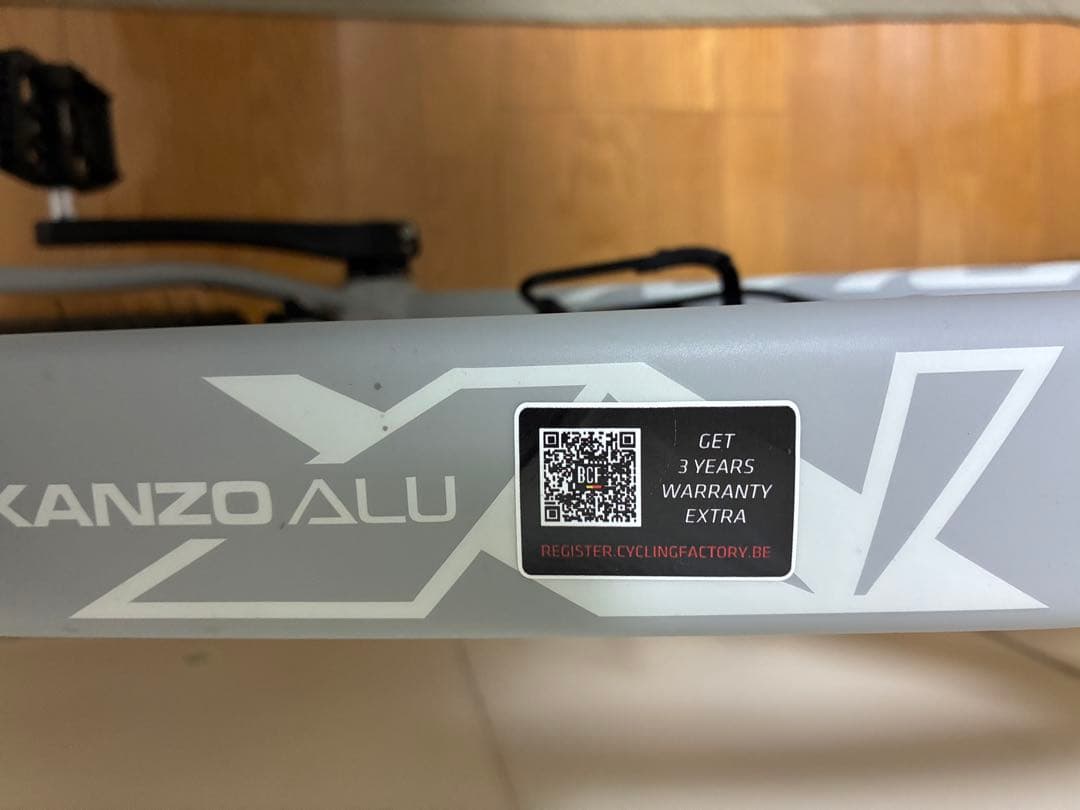 KANZO ALU
BCF
GET
3 YEARS
WARRANTY
EXTRA
REGISTER.CYCLINGFACTORY.BE